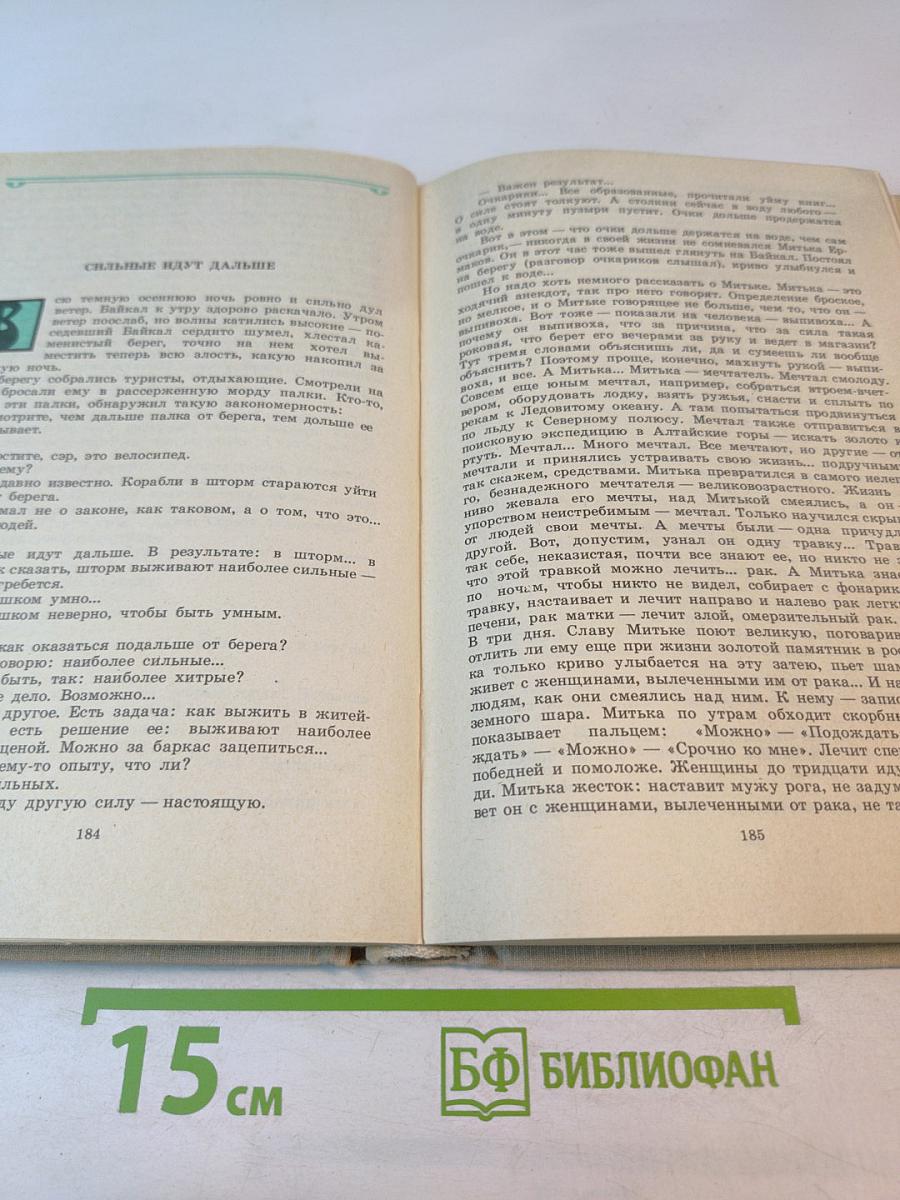 СИЛЬНЫЕ ИДУТ ДАЛЬШЕ
В
сю темную осеннюю ночь ровно и сильно дул
ветер. Байкал к утру здорово раскачало. Утром
ветер поослаб, но волны катились высокие — по-
седевший Байкал сердито шумел, хлестал ка-
менистый берег, точно на нем хотел вы-
местить теперь всю злость, какую накопил за
ую ночь.
берегу собрались туристы, отдыхающие. Смотрели на
бросали ему в рассерженную морду палки. Кто-то,
эти палки, обнаружил такую закономерность:
мотрите, чем дальше палка от берега, тем дольше ее
ывает.
остите, сэр, это велосипед.
ему?
давно известно. Корабли в шторм стараются уйти
т берега.
мал не о законе, как таковом, а о том, что это...
юдей.
ые идут дальше. В результате: в шторм... в
к сказать, шторм выживают наиболее сильные —
гребется.
шком умно...
шком неверно, чтобы быть умным.
как оказаться подальше от берега?
оворю: наиболее сильные...
быть, так: наиболее хитрые?
е дело. Возможно...
другое. Есть задача: как выжить в житей-
есть решение ее: выживают наиболее
ценой. Можно за баркас зацепиться...
ему-то опыту, что ли?
льных.
ду другую силу — настоящую.
184
— Важен результат...
Очкарики... Все образованные, прочитали уйму книг...
О силе стоят толкуют. А столкни сейчас в воду любого —
в одну минуту пузыри пустит. Очки дольше продержатся
на воде.
Вот в этом — что очки дольше держатся на воде, чем сам
очкарик,— никогда в своей жизни не сомневался Митька Ер-
маков. Он в этот час тоже вышел глянуть на Байкал. Постоял
на берегу (разговор очкариков слышал), криво улыбнулся и
пошел к воде...
Но надо хоть немного рассказать о Митьке. Митька — это
ходячий анекдот, так про него говорят. Определение броское,
но мелкое, и о Митьке говорящее не больше, чем то, что он —
выпивоха. Вот тоже — показали на человека — выпивоха... А
почему он выпивоха, что за причина, что за сила такая
роковая, что берет его вечерами за руку и ведет в магазин?
Тут тремя словами объяснишь ли, да и сумеешь ли вообще
объяснить? Поэтому проще, конечно, махнуть рукой — выпи-
воха, и все. А Митька... Митька — мечтатель. Мечтал смолоду.
Совсем еще юным мечтал, например, собраться втроем-вчет-
вером, оборудовать лодку, взять ружья, снасти и сплыть по
рекам к Ледовитому океану. А там попытаться продвинуться
по льду к Северному полюсу. Мечтал также отправиться в
поисковую экспедицию в Алтайские горы — искать золото и
ртуть. Мечтал... Много мечтал. Все мечтают, но другие — от
мечтали и принялись устраивать свою жизнь... подручным
так скажем, средствами. Митька превратился в самого нелеп
го, безнадежного мечтателя — великовозрастного. Жизнь
ниво жевала его мечты, над Митькой смеялись, а он
упорством неистребимым — мечтал. Только научился скрыв
от людей свои мечты. А мечты были — одна причудл
другой. Вот, допустим, узнал он одну травку... Трав
так себе, неказистая, почти все знают ее, но никто не з
что этой травкой можно лечить... рак. А Митька знае
по ночам, чтобы никто не видел, собирает с фонарик
травку, настаивает и лечит направо и налево рак легк
печени, рак матки — лечит злой, омерзительный рак.
В три дня. Славу Митьке поют великую, поговарив
отлить ли ему еще при жизни золотой памятник в рос
ка только криво улыбается на эту затею, пьет шам
живет с женщинами, вылеченными им от рака... И на
людям, как они смеялись над ним. К нему — запис
земного шара. Митька по утрам обходит скорбны
показывает пальцем: «Можно» — «Подождать
ждать» — «Можно» — «Срочно ко мне». Лечит спе
победней и помоложе. Женщины до тридцати иду
ди. Митька жесток: наставит мужу рога, не задум
вет он с женщинами, вылеченными от рака, не та
185
15 см
БФ БИБЛИОФАН